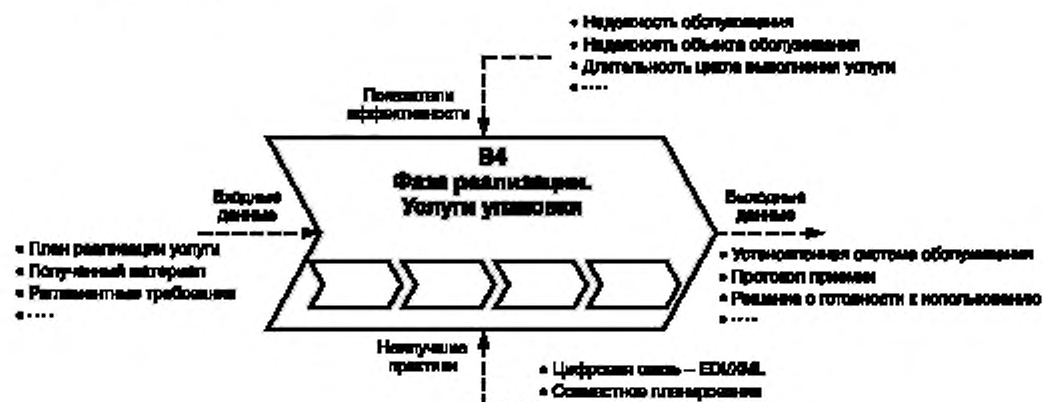 • Надежность обслуживания
• Надежность объекта обслуживания
• Длительность цикла выполнения услуги
• ....
Показатели
эффективности
B4
Фаза реализации.
Услуги упаковки
Входные
данные
Выходные
данные
• План реализации услуги
• Полученный материал
• Регламентные требования
• ....
• Установленная система обслуживания
• Протокол приемки
• Решение о готовности к использованию
• ....
Наилучшие
практики
• Цифровая связь – EDI/XML
• Совместное планирование